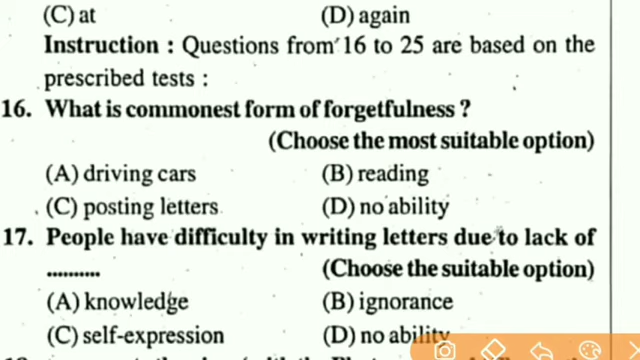 (C) at (D) again
Instruction : Questions from 16 to 25 are based on the
prescribed tests :
16. What is commonest form of forgetfulness ?
(Choose the most suitable option)
(A) driving cars (B) reading
(C) posting letters (D) no ability
17. People have difficulty in writing letters due to lack of
.......... (Choose the suitable option)
(A) knowledge (B) ignorance
(C) self-expression (D) no ability